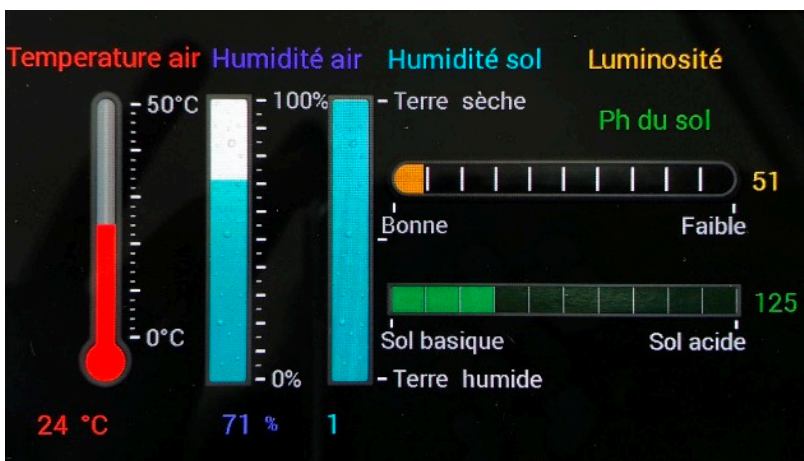 Temperature air Humidité air Humidité sol Luminosité
50°C 100% Terre sèche
Ph du sol
51
Bonne Faible
125
0°C Sol basique Sol acide
0% Terre humide
24 °C 71 % 1